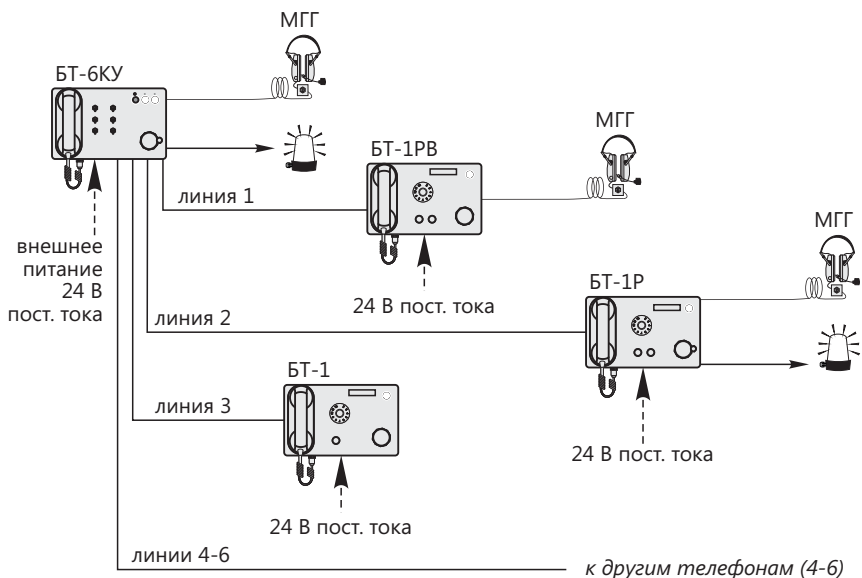 МГГ
БТ-6КУ
МГГ
БТ-1РВ
линия 1
МГГ
внешнее
питание
24 В
пост. тока
БТ-1Р
24 В пост. тока
линия 2
БТ-1
линия 3
24 В пост. тока
24 В пост. тока
линии 4-6
к другим телефонам (4-6)